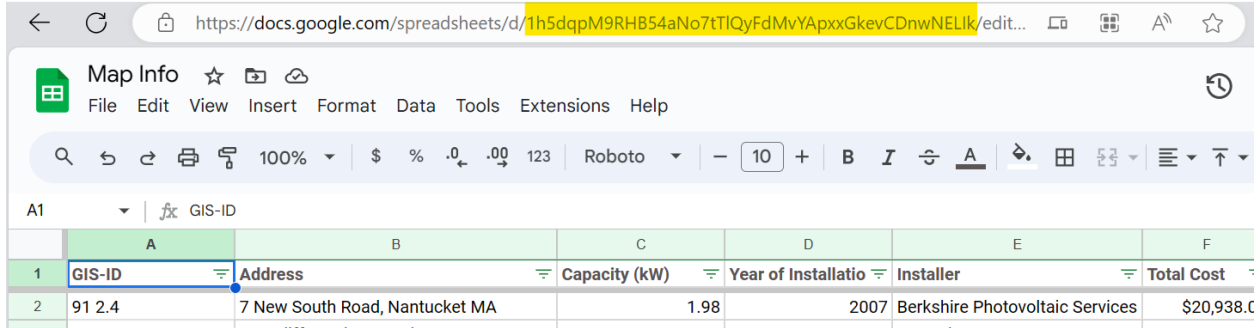 https://docs.google.com/spreadsheets/d/1h5dqpM9RHB54aNo7tTlQyFdMvYApxxGkevCDnwNELIk/edit...
Map Info
File Edit View Insert Format Data Tools Extensions Help
100% $ % .0 .00 123 Roboto − 10 + B I A
A1 fx GIS-ID
A B C D E F
1 GIS-ID Address Capacity (kW) Year of Installatio Installer Total Cost
2 91 2.4 7 New South Road, Nantucket MA 1.98 2007 Berkshire Photovoltaic Services $20,938.0